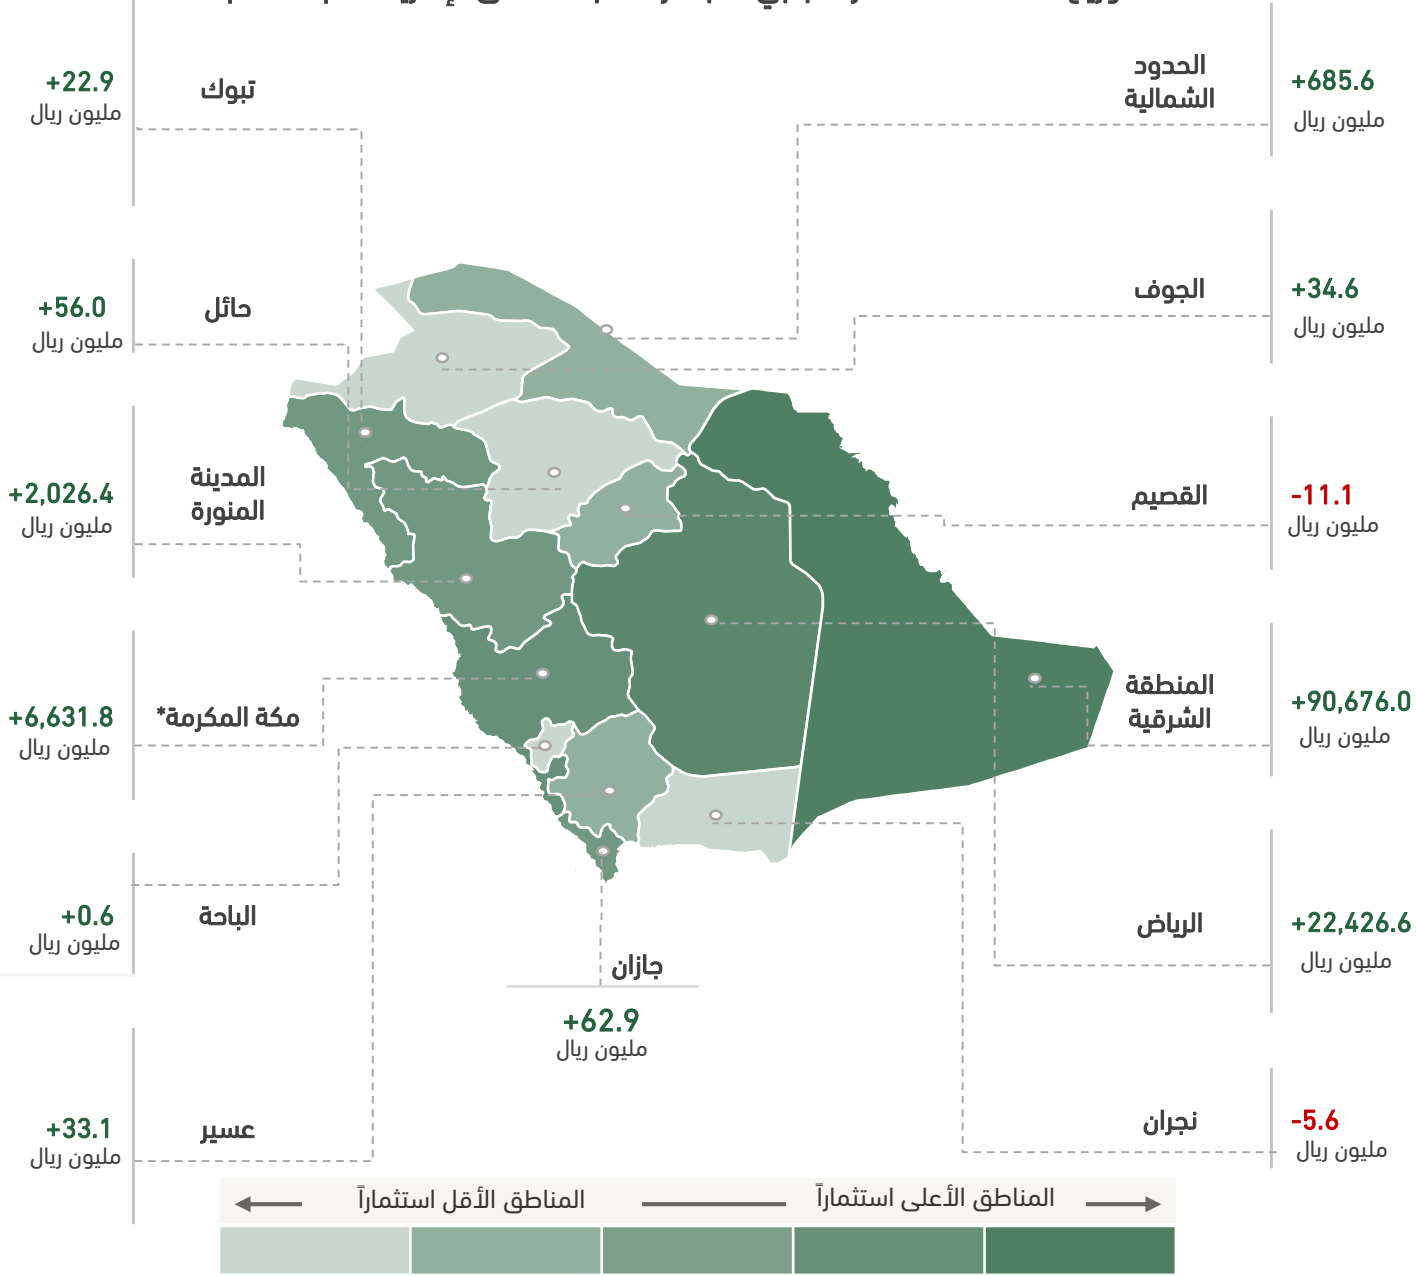 الحدود
الشمالية
+685.6
مليون ريال
تبوك
+22.9
مليون ريال
الجوف
+34.6
مليون ريال
حائل
+56.0
مليون ريال
القصيم
-11.1
مليون ريال
المدينة
المنورة
+2,026.4
مليون ريال
المنطقة
الشرقية
+90,676.0
مليون ريال
مكة المكرمة*
+6,631.8
مليون ريال
الرياض
+22,426.6
مليون ريال
الباحة
+0.6
مليون ريال
جازان
+62.9
مليون ريال
نجران
-5.6
مليون ريال
عسير
+33.1
مليون ريال
المناطق الأعلى استثماراً
المناطق الأقل استثماراً